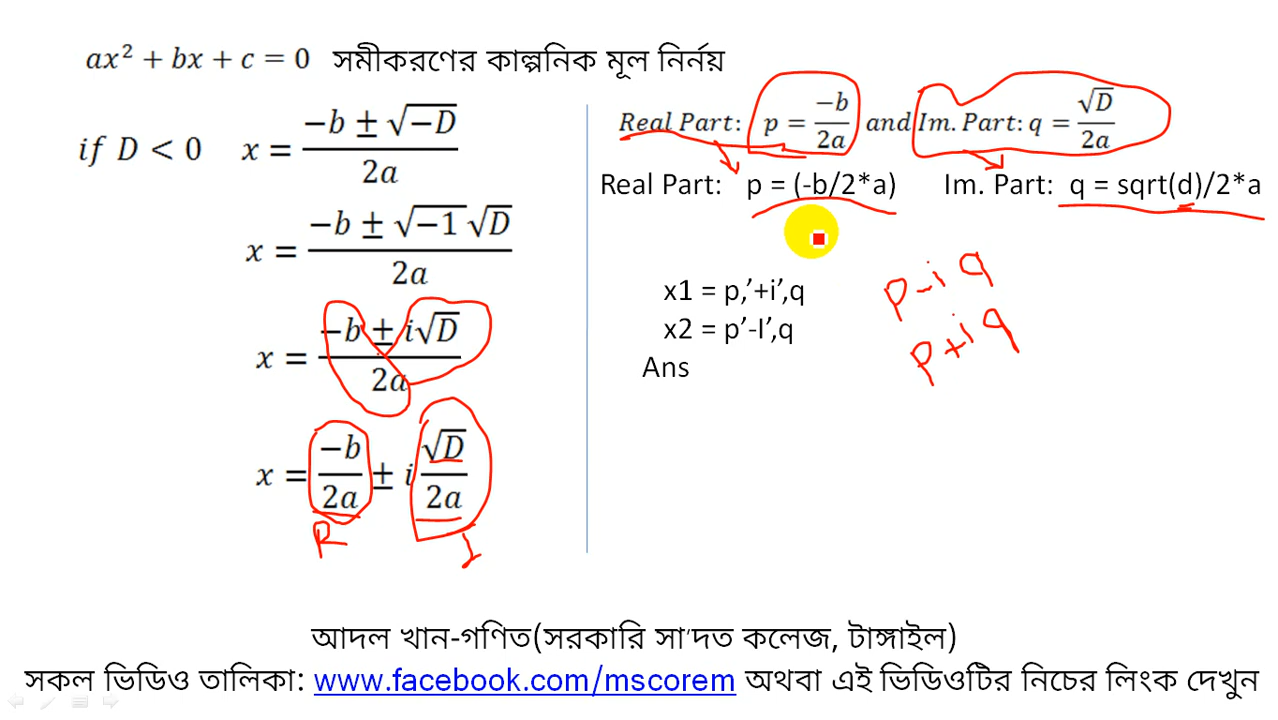 ax² + bx + c = 0 সমীকরণের কাল্পনিক মূল নির্নয়
if D < 0 x = (-b ± √-D) / 2a
x = (-b ± √-1 √D) / 2a
x = (-b ± i√D) / 2a
x = -b/2a ± i √D/2a
R
I
Real Part: p = -b/2a and Im. Part: q = √D/2a
Real Part: p = (-b/2*a) Im. Part: q = sqrt(d)/2*a
x1 = p,’+i’,q
x2 = p’-I’,q
Ans
p-iq
p+iq
আদল খান-গণিত(সরকারি সা'দত কলেজ, টাঙ্গাইল)
সকল ভিডিও তালিকা: www.facebook.com/mscorem অথবা এই ভিডিওটির নিচের লিংক দেখুন